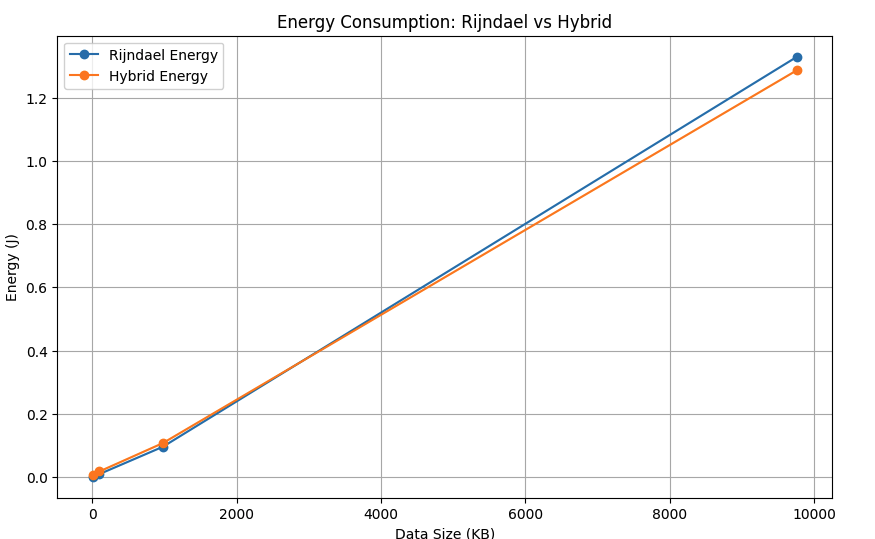 Energy Consumption: Rijndael vs Hybrid
Rijndael Energy
Hybrid Energy
1.2
1.0
0.8
0.6
0.4
0.2
0.0
Energy (J)
0 2000 4000 6000 8000 10000
Data Size (KB)